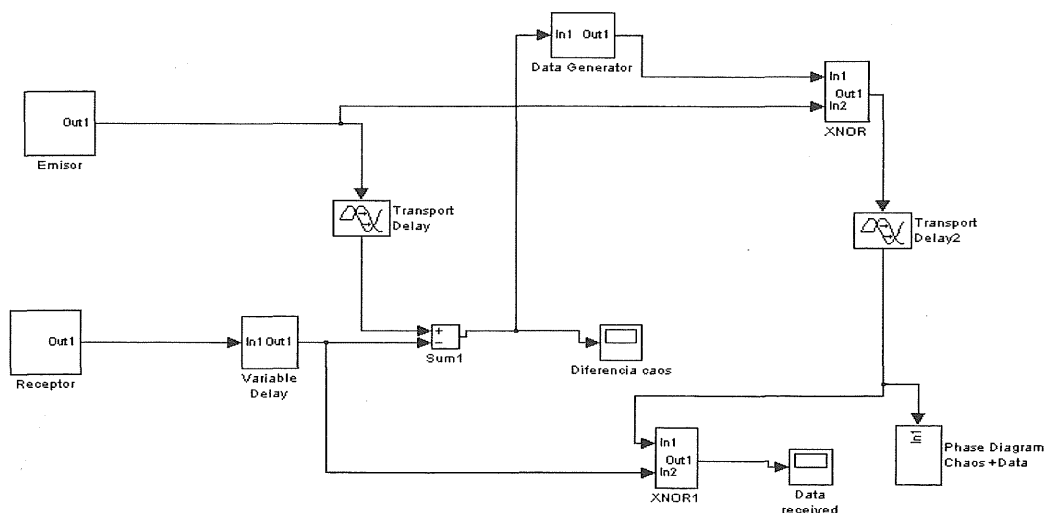 In1 Out1
Data Generator
In1
Out1
In2
XNOR
Out1
Emisor
Transport
Delay
Transport
Delay2
Out1
Receptor
In1 Out1
Variable
Delay
+
−
Sum1
Diferencia caos
In1
Out1
In2
XNOR1
Data
received
In1
Phase Diagram
Chaos +Data